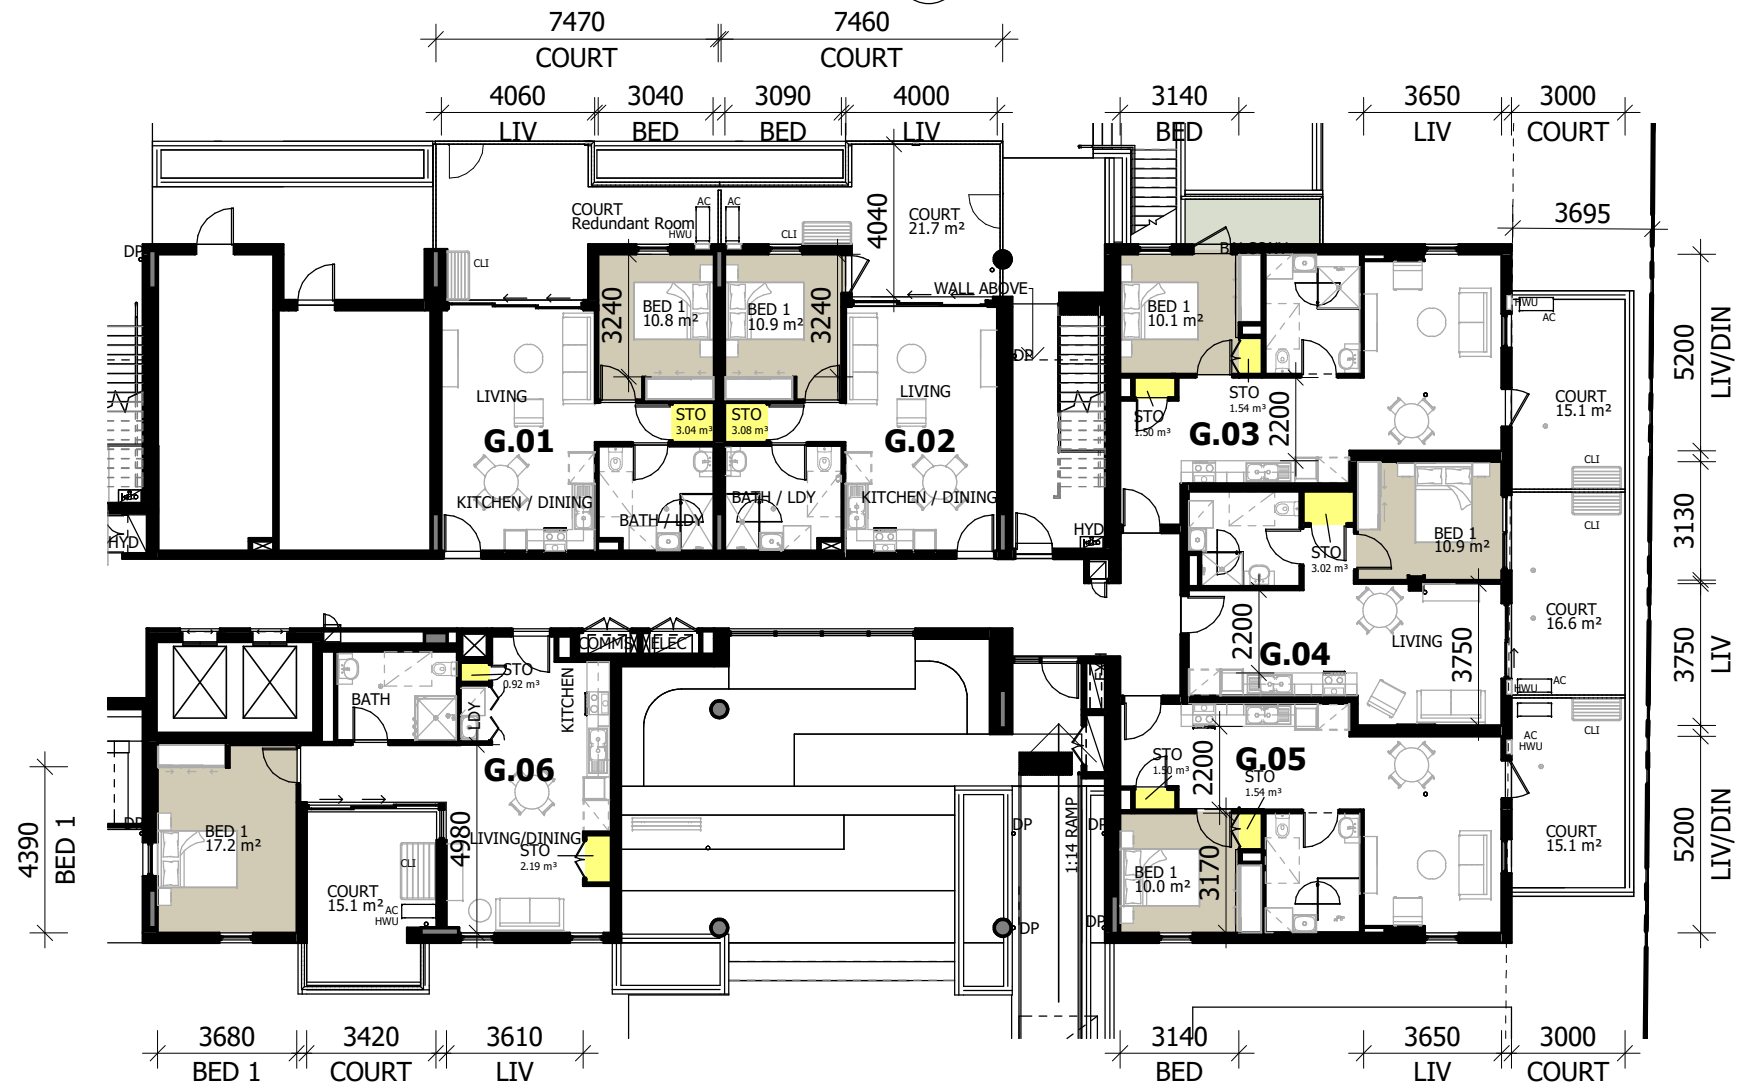 7470
COURT
7460
COURT
4060
LIV
3040
BED
3090
BED
4000
LIV
3140
BED
3650
LIV
3000
COURT
3695
DP
COURT
Redundant Room
HWU
AC
AC
CLI
CLI
4040
COURT
21.7 m²
WALL ABOVE
DP
BED 1
10.8 m²
3240
BED 1
10.9 m²
3240
LIVING
G.01
KITCHEN / DINING
STO
3.04 m³
STO
3.08 m³
BATH / LDY
BATH / LDY
LIVING
G.02
KITCHEN / DINING
HYD
HYD
BALCONY
BED 1
10.1 m²
STO
1.50 m³
STO
1.54 m³
2200
G.03
HWU
AC
COURT
15.1 m²
CLI
5200
LIV/DIN
BED 1
10.9 m²
STO
3.02 m³
CLI
3130
2200
G.04
LIVING
3750
COURT
16.6 m²
HWU
AC
3750
LIV
CLI
COMMS
ELEC
BATH
LDY
STO
0.92 m³
KITCHEN
G.06
LIVING/DINING
STO
2.19 m³
4980
BED 1
17.2 m²
CLI
COURT
15.1 m²
AC
HWU
DP
4390
BED 1
1:14 RAMP
DP
DP
DP
DP
STO
1.50 m³
2200
G.05
STO
1.54 m³
BED 1
10.0 m²
3170
AC
HWU
COURT
15.1 m²
5200
LIV/DIN
3680
BED 1
3420
COURT
3610
LIV
3140
BED
3650
LIV
3000
COURT